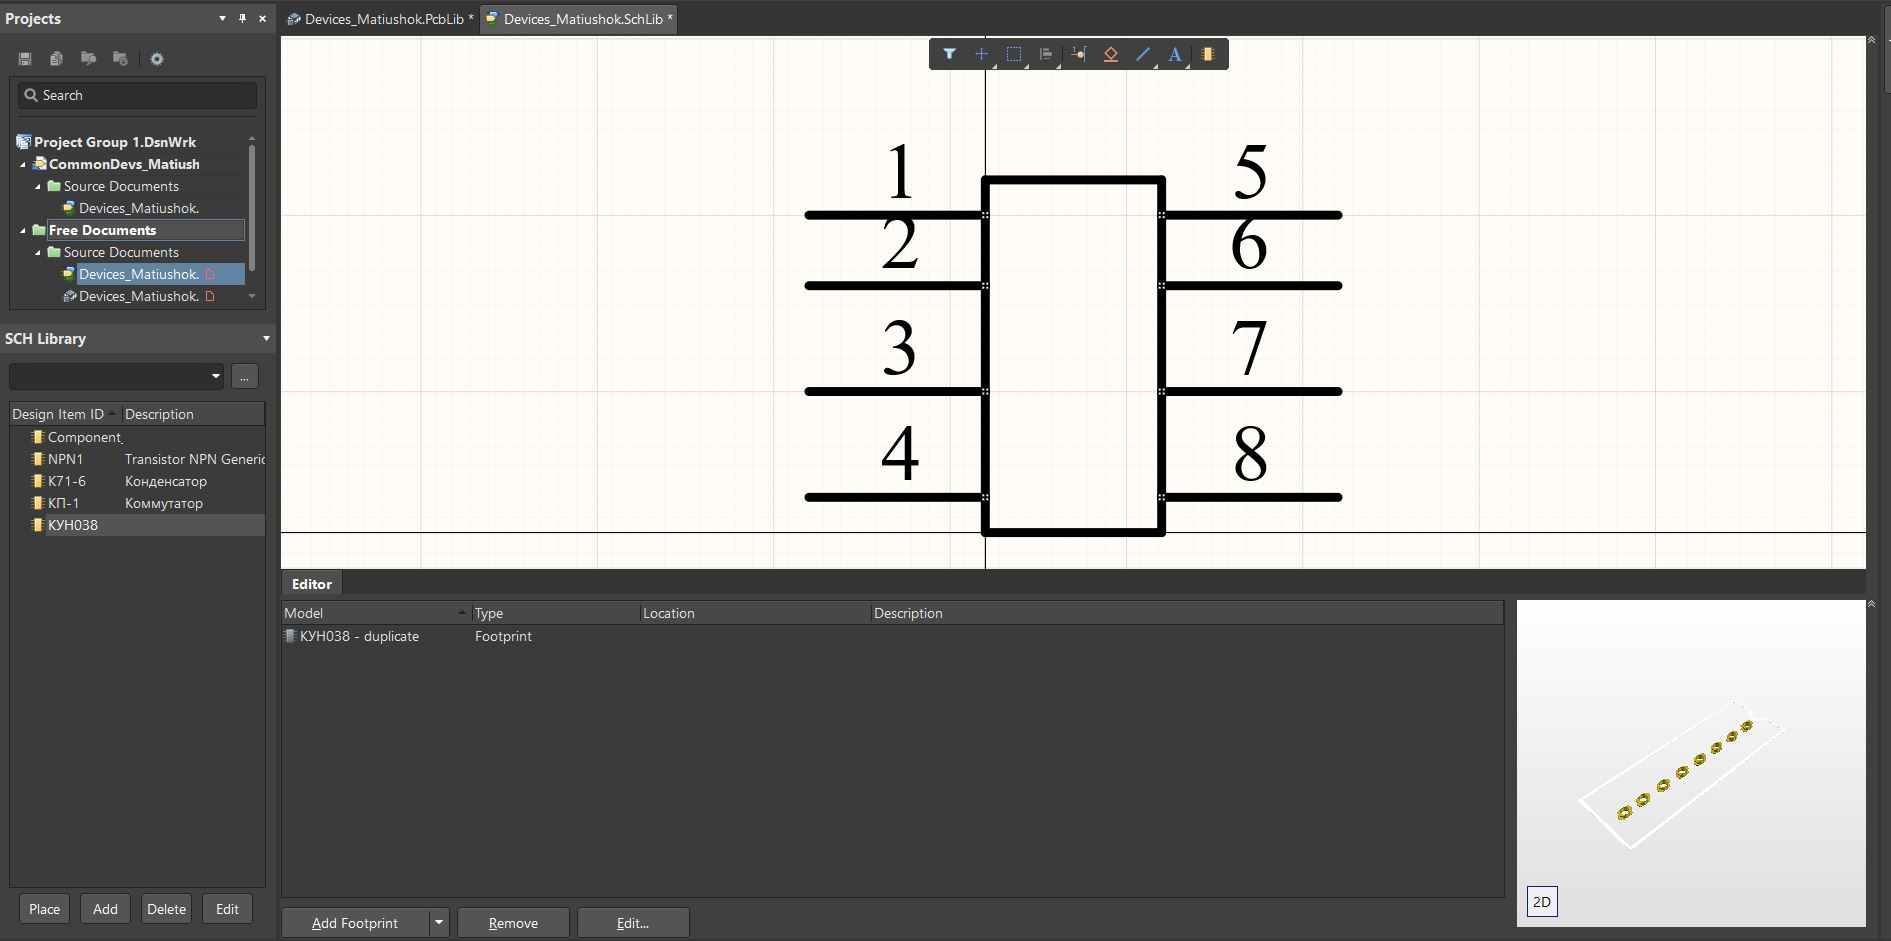 Projects
Devices_Matiushok.PcbLib *
Devices_Matiushok.SchLib *
Search
Project Group 1.DsnWrk
CommonDevs_Matiush
Source Documents
Devices_Matiushok.
Free Documents
Source Documents
Devices_Matiushok.
Devices_Matiushok.
SCH Library
...
Design Item ID Description
Component_
NPN1 Transistor NPN Generic
К71-6 Конденсатор
КП-1 Коммутатор
КУН038
Place Add Delete Edit
A
1 5
2 6
3 7
4 8
Editor
Model Type Location Description
КУН038 - duplicate Footprint
Add Footprint Remove Edit...
2D